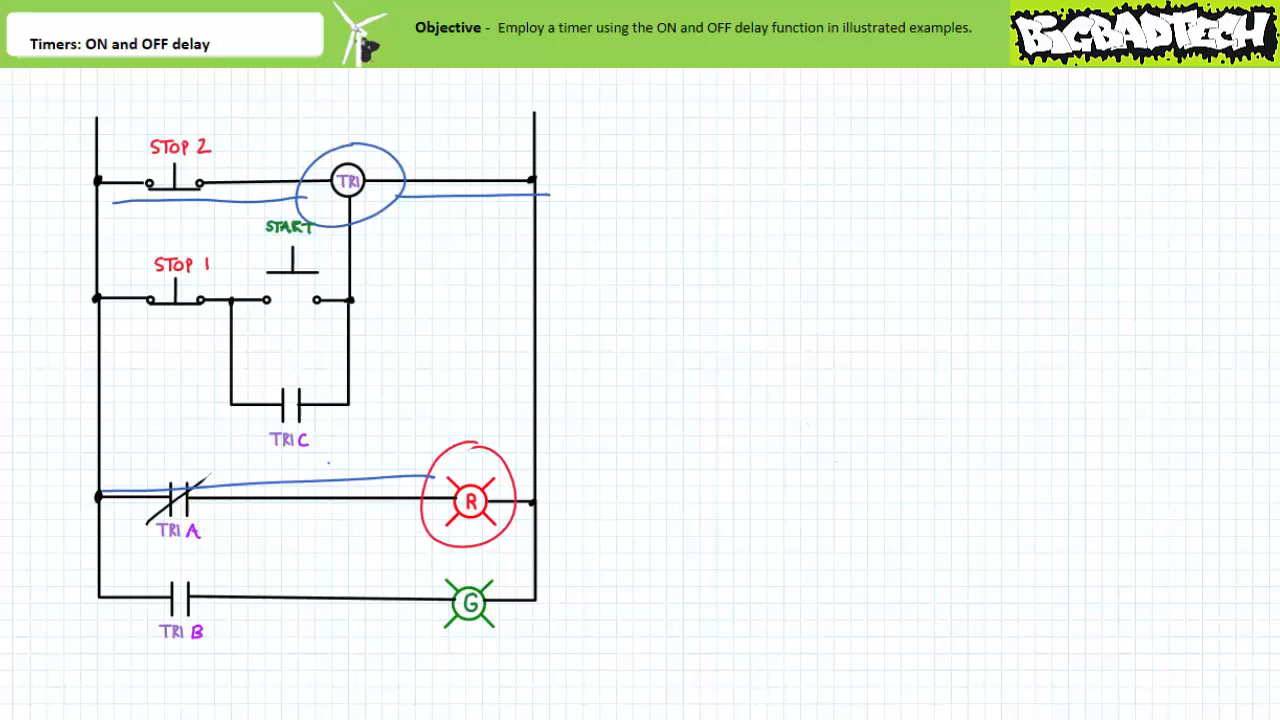 Timers: ON and OFF delay
Objective - Employ a timer using the ON and OFF delay function in illustrated examples.
BIGBADTECH
STOP 2
TR1
START
STOP 1
TR1 C
R
TR1 A
G
TR1 B